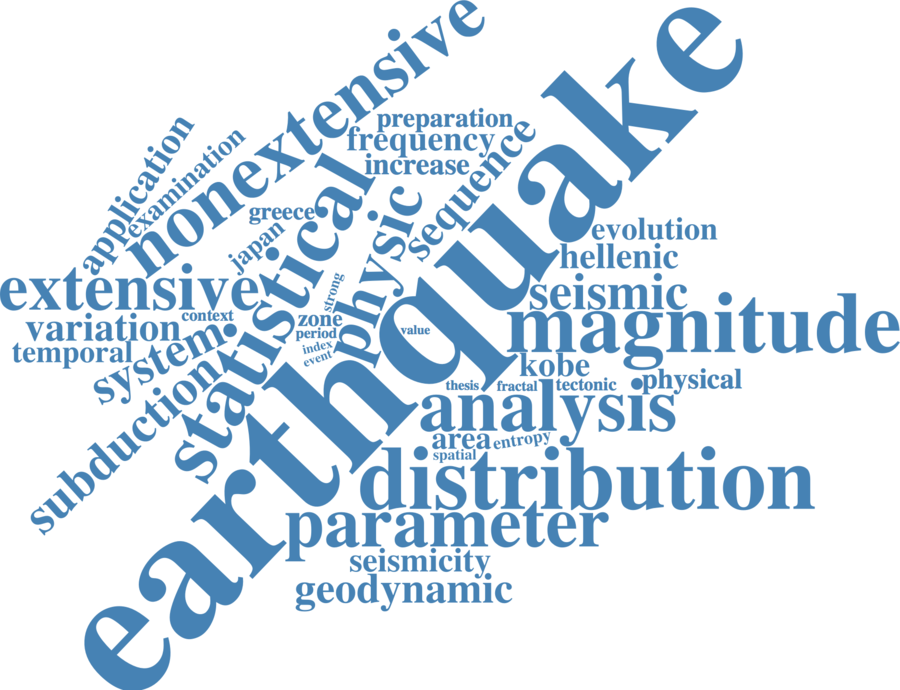 earthquake
nonextensive
application
examination
preparation
frequency
increase
sequence
greece
japan
statistical
physic
extensive
context
variation
temporal
system
subduction
strong
zone
period
index
event
value
evolution
hellenic
seismic
magnitude
kobe
thesis
fractal
tectonic
physical
analysis
area
entropy
spatial
distribution
parameter
seismicity
geodynamic